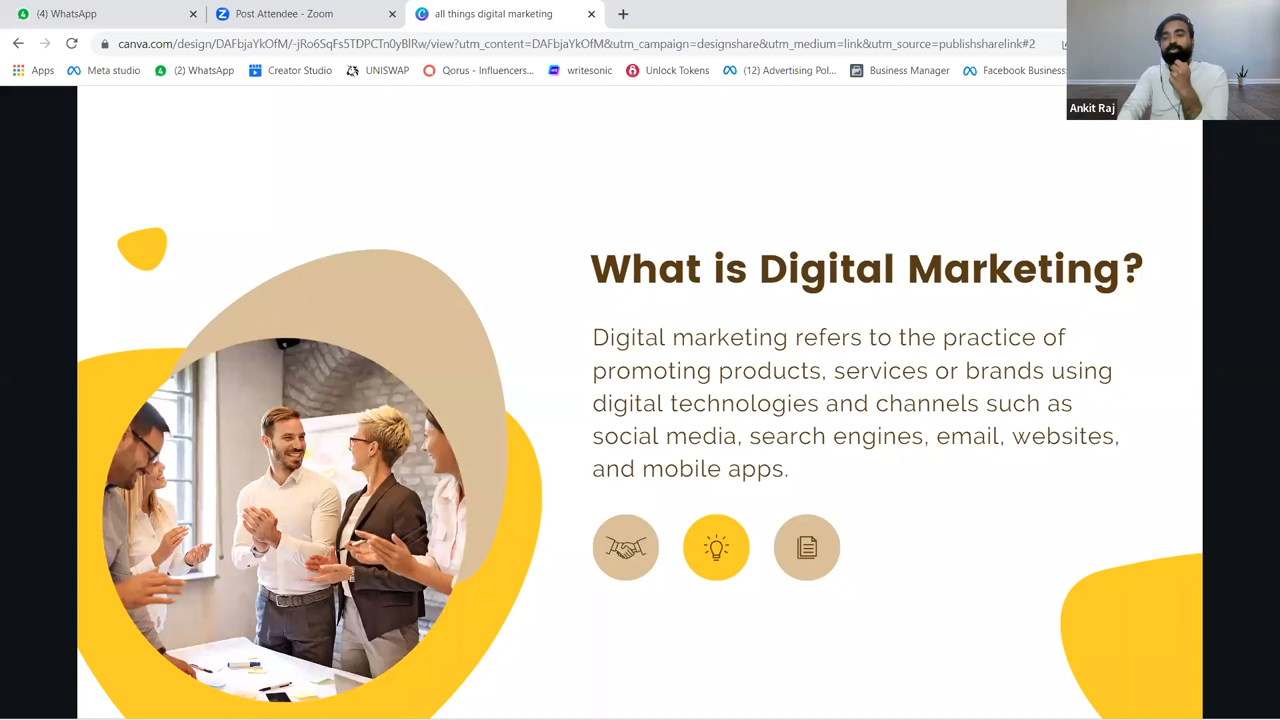 (4) WhatsApp
Post Attendee - Zoom
all things digital marketing
canva.com/design/DAFbjaYkOfM/-jRo6SqFs5TDPCTn0yBlRw/view?utm_content=DAFbjaYkOfM&utm_campaign=designshare&utm_medium=link&utm_source=publishsharelink#2
Apps
Meta studio
(2) WhatsApp
Creator Studio
UNISWAP
Qorus - Influencers...
writesonic
Unlock Tokens
(12) Advertising Pol...
Business Manager
Facebook Business
Ankit Raj
What is Digital Marketing?
Digital marketing refers to the practice of
promoting products, services or brands using
digital technologies and channels such as
social media, search engines, email, websites,
and mobile apps.